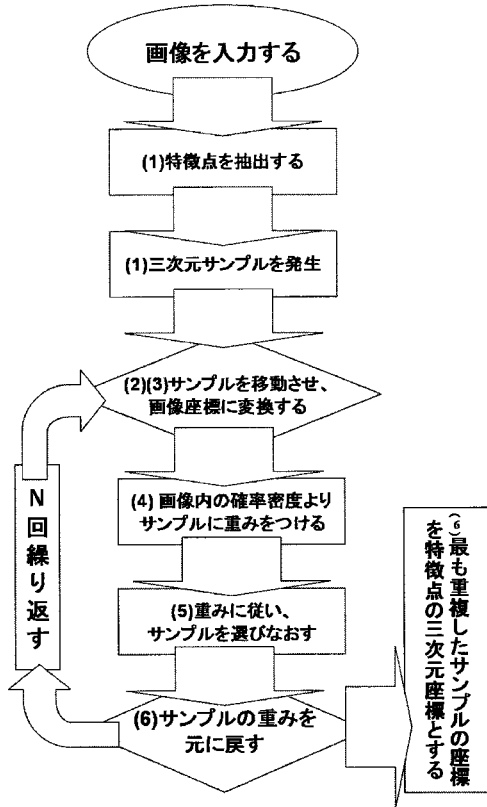 画像を入力する
(1)特徴点を抽出する
(1)三次元サンプルを発生
(2)(3)サンプルを移動させ、
画像座標に変換する
(4) 画像内の確率密度より
サンプルに重みをつける
(5)重みに従い、
サンプルを選びなおす
(6)サンプルの重みを
元に戻す
N回繰り返す
(6)最も重複したサンプルの座標
を特徴点の三次元座標とする